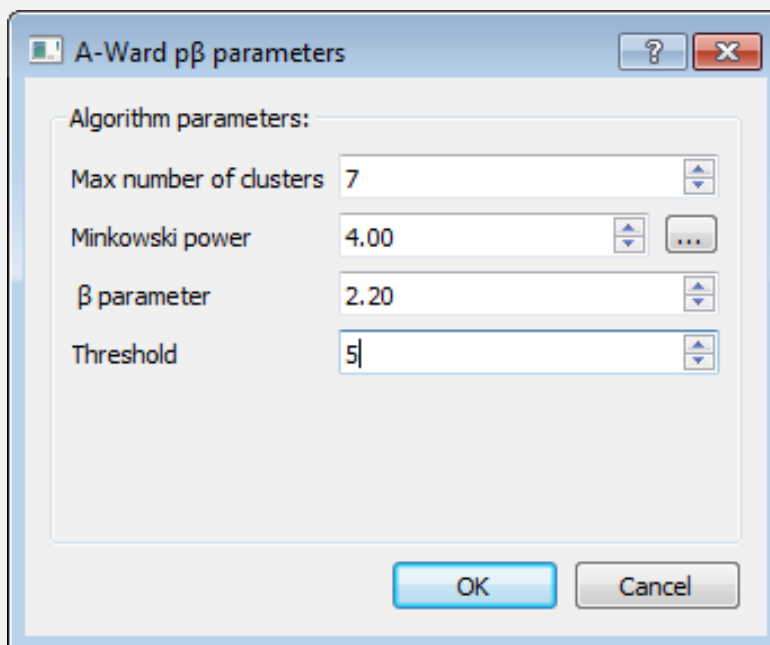 A-Ward pβ parameters
Algorithm parameters:
Max number of clusters 7
Minkowski power 4.00 ...
β parameter 2.20
Threshold 5
OK Cancel